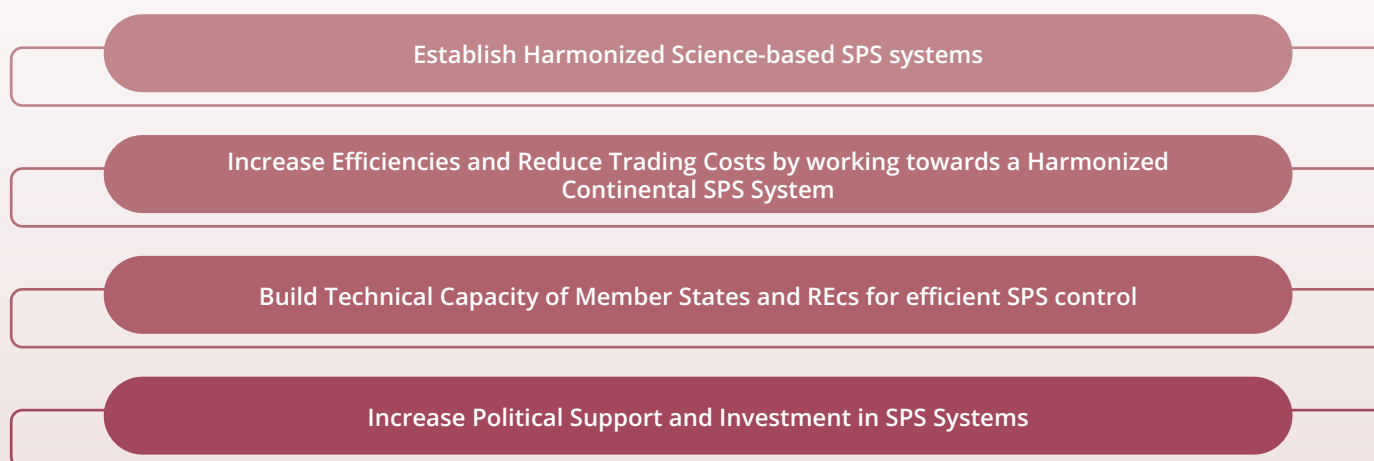 Establish Harmonized Science-based SPS systems
Increase Efficiencies and Reduce Trading Costs by working towards a Harmonized
Continental SPS System
Build Technical Capacity of Member States and REcs for efficient SPS control
Increase Political Support and Investment in SPS Systems